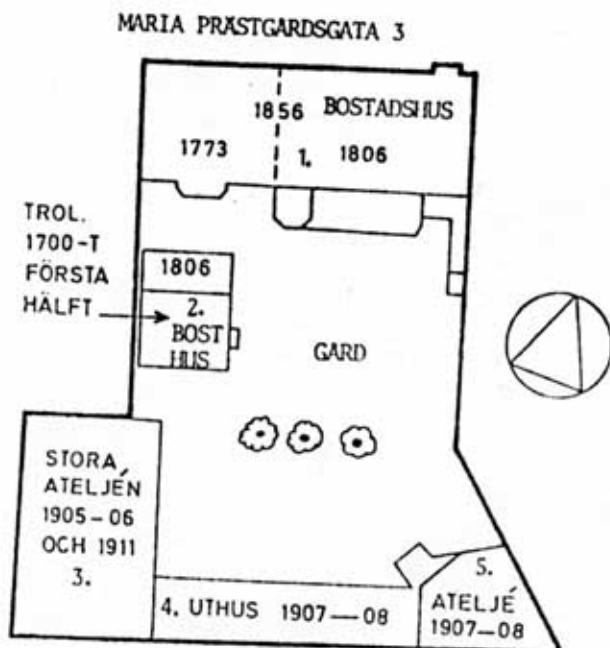 MARIA PRÄSTGARDSGATA 3
1856 BOSTADSHUS
1773 1. 1806
TROL.
1700-T
FÖRSTA
HÄLFT
1806
2.
BOST
HUS
GARD
STORA
ATELJÉN
1905-06
OCH 1911
3.
4. UTHUS 1907-08
5.
ATELJÉ
1907-08